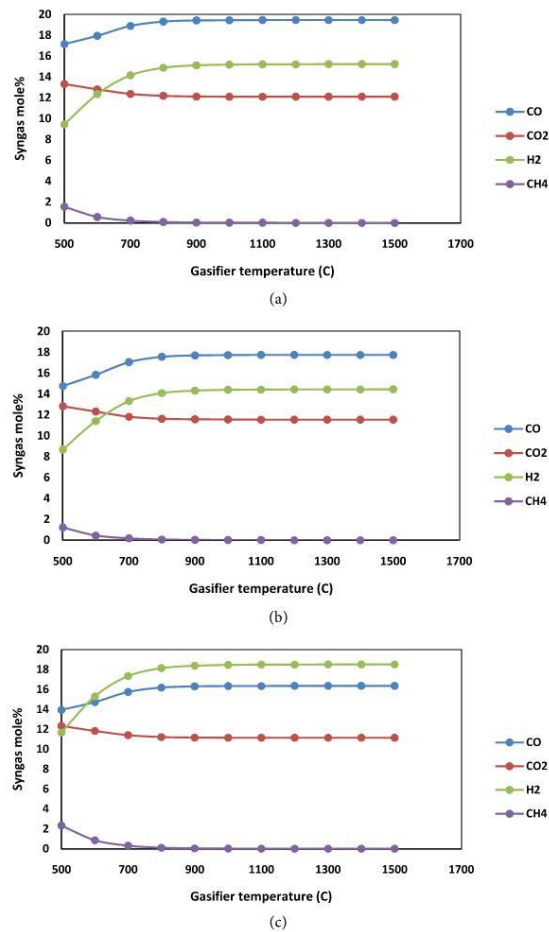 20
18
16
14
12
10
8
6
4
2
0
Syngas mole%
500 700 900 1100 1300 1500 1700
Gasifier temperature (C)
CO
CO2
H2
CH4
(a)
20
18
16
14
12
10
8
6
4
2
0
Syngas mole%
500 700 900 1100 1300 1500 1700
Gasifier temperature (C)
CO
CO2
H2
CH4
(b)
20
18
16
14
12
10
8
6
4
2
0
Syngas mole%
500 700 900 1100 1300 1500 1700
Gasifier temperature (C)
CO
CO2
H2
CH4
(c)